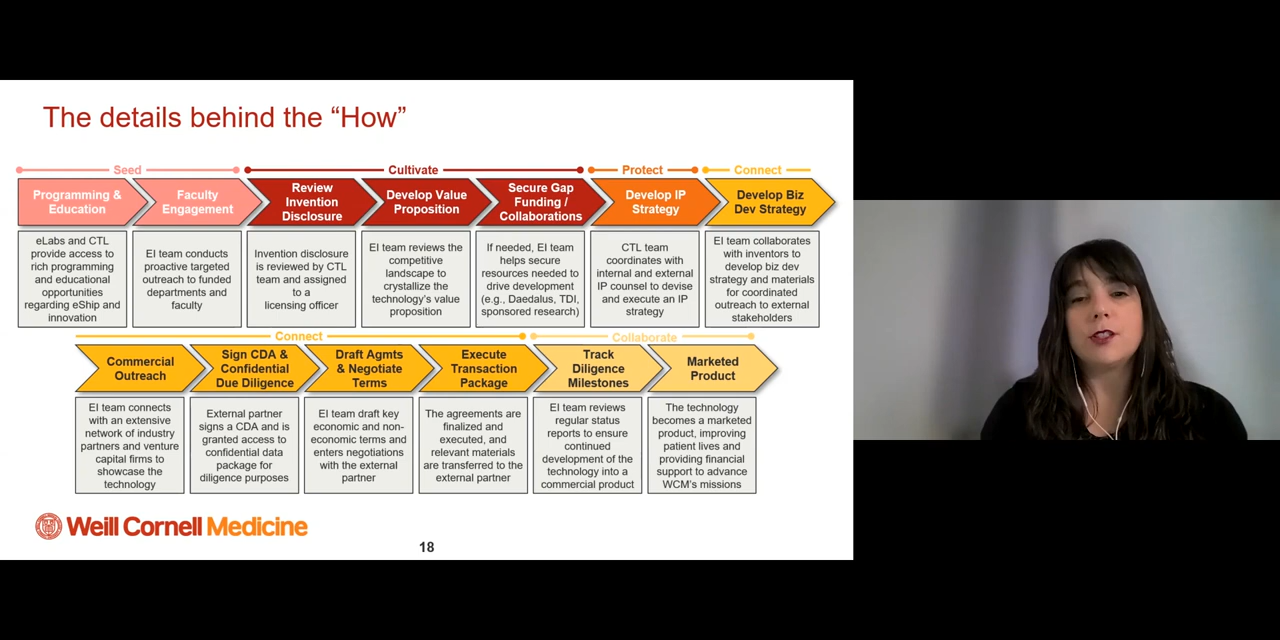 The details behind the “How”
Seed
Cultivate
Protect
Connect
Programming &
Education
Faculty
Engagement
Review
Invention
Disclosure
Develop Value
Proposition
Secure Gap
Funding /
Collaborations
Develop IP
Strategy
Develop Biz
Dev Strategy
eLabs and CTL
provide access to
rich programming
and educational
opportunities
regarding eShip and
innovation
EI team conducts
proactive targeted
outreach to funded
departments and
faculty
Invention disclosure
is reviewed by CTL
team and assigned
to a
licensing officer
EI team reviews the
competitive
landscape to
crystallize the
technology’s value
proposition
If needed, EI team
helps secure
resources needed to
drive development
(e.g., Daedalus, TDI,
sponsored research)
CTL team
coordinates with
internal and external
IP counsel to devise
and execute an IP
strategy
EI team collaborates
with inventors to
develop biz dev
strategy and materials
for coordinated
outreach to external
stakeholders
Connect
Collaborate
Commercial
Outreach
Sign CDA &
Confidential
Due Diligence
Draft Agmts
& Negotiate
Terms
Execute
Transaction
Package
Track
Diligence
Milestones
Marketed
Product
EI team connects
with an extensive
network of industry
partners and venture
capital firms to
showcase the
technology
External partner
signs a CDA and is
granted access to
confidential data
package for
diligence purposes
EI team draft key
economic and non-
economic terms and
enters negotiations
with the external
partner
The agreements are
finalized and
executed, and
relevant materials
are transferred to the
external partner
EI team reviews
regular status
reports to ensure
continued
development of the
technology into a
commercial product
The technology
becomes a marketed
product, improving
patient lives and
providing financial
support to advance
WCM’s missions
Weill Cornell Medicine
18